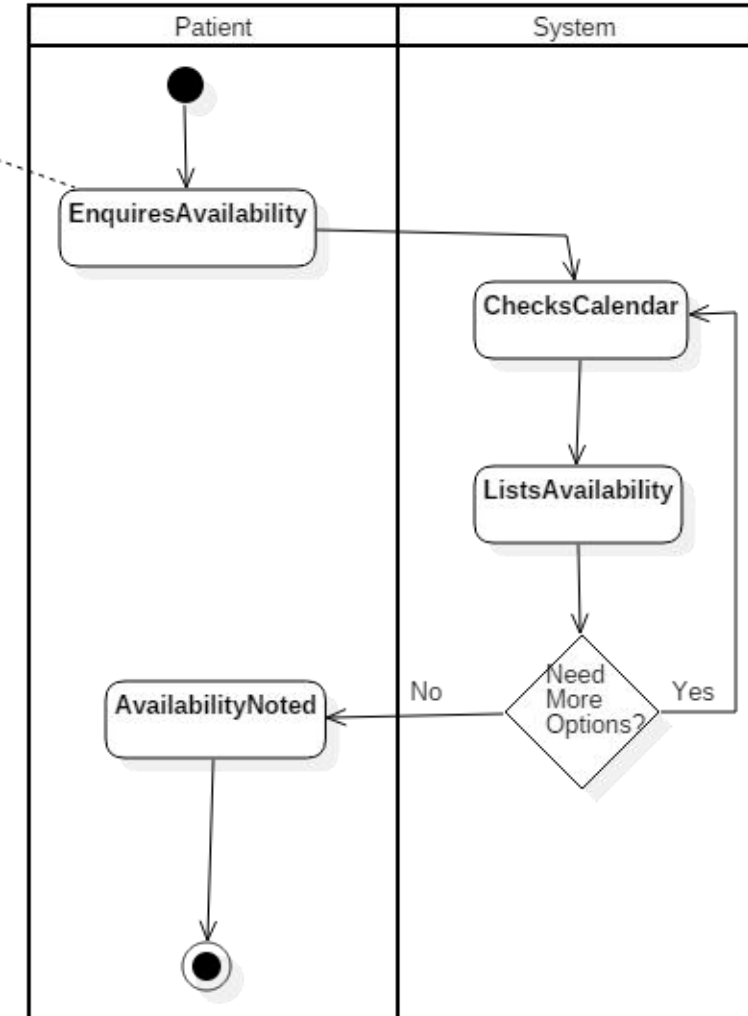 Patient
System
EnquiresAvailability
ChecksCalendar
ListsAvailability
Need
More
Options?
Yes
No
AvailabilityNoted